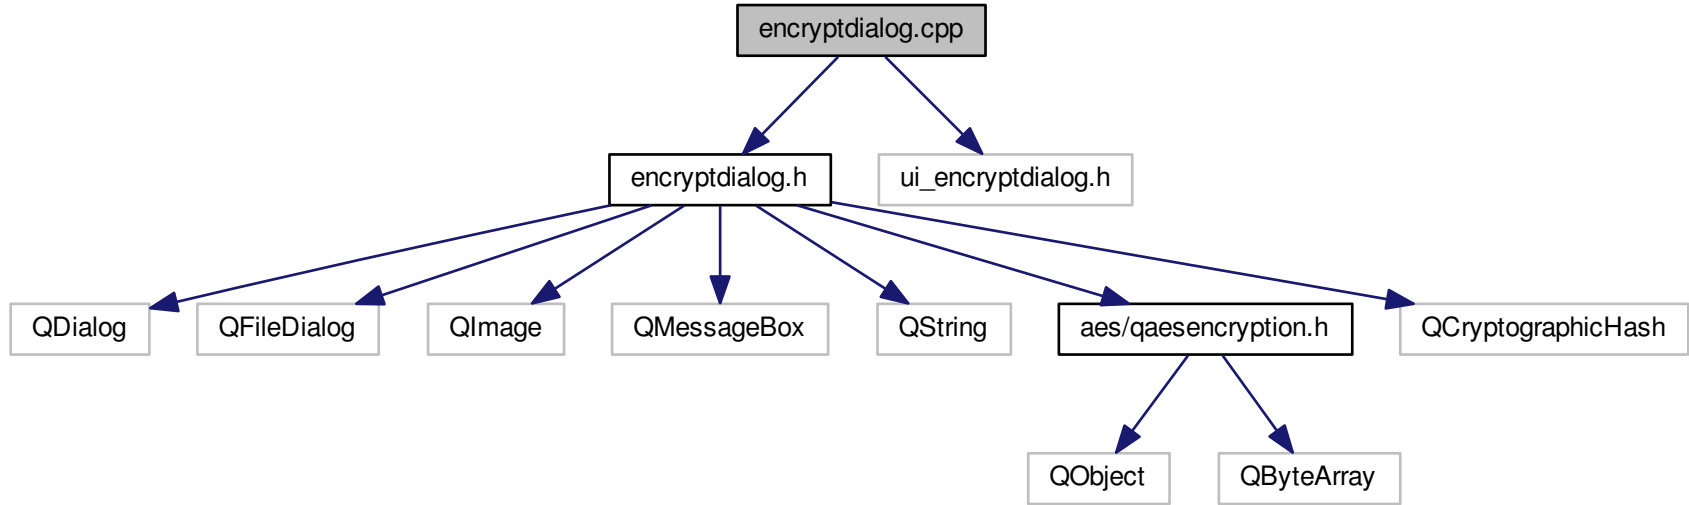 encryptdialog.cpp
encryptdialog.h
ui_encryptdialog.h
QDialog
QFileDialog
QImage
QMessageBox
QString
aes/qaesencryption.h
QCryptographicHash
QObject
QByteArray